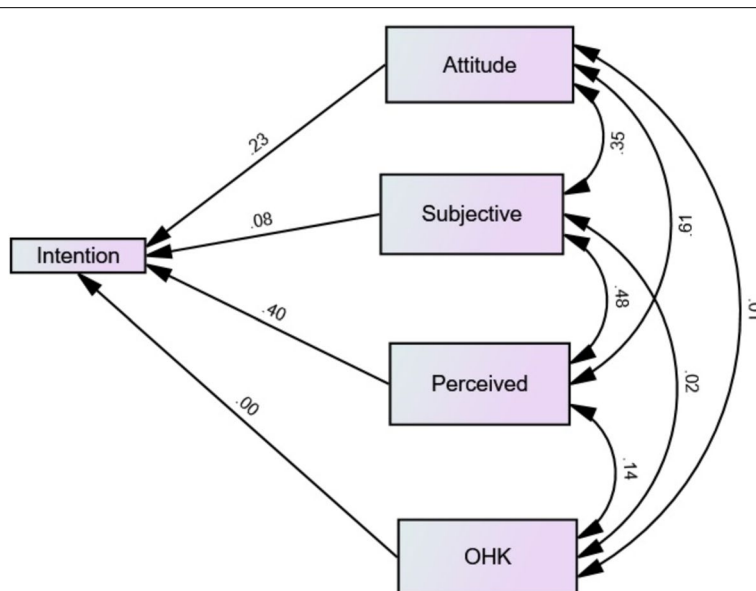 Attitude
.23
.35
Subjective
.08
.61
Intention
.48
.40
Perceived
.02
.00
.14
OHK